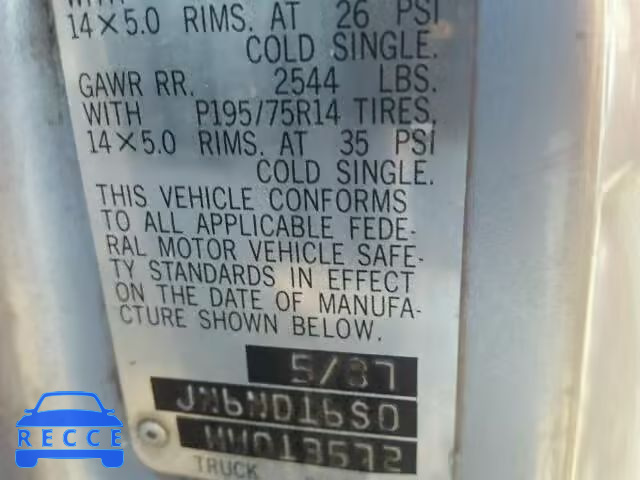 14×5.0 RIMS. AT 26 PSI
COLD SINGLE.
GAWR RR. 2544 LBS.
WITH P195/75R14 TIRES,
14×5.0 RIMS. AT 35 PSI
COLD SINGLE.
THIS VEHICLE CONFORMS
TO ALL APPLICABLE FEDE-
RAL MOTOR VEHICLE SAFE-
TY STANDARDS IN EFFECT
ON THE DATE OF MANUFA-
CTURE SHOWN BELOW.
5/87
JN6ND16S0
HW013572
TRUCK
RECCE